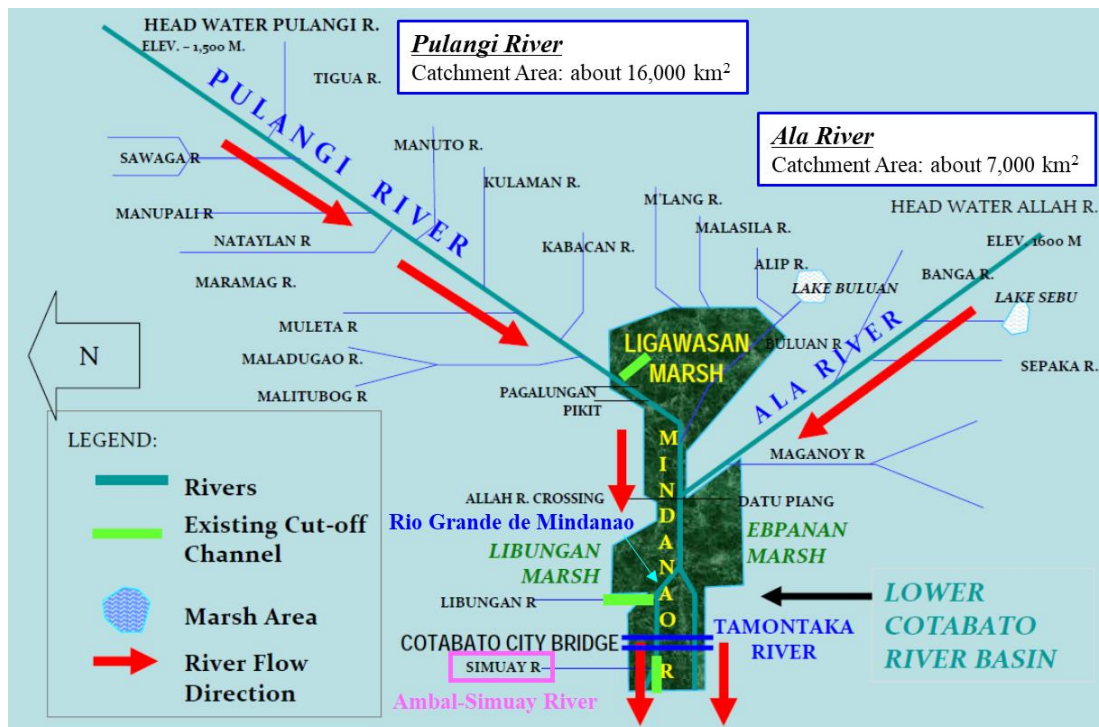 HEAD WATER PULANGI R.
ELEV. – 1,500 M.
TIGUA R.
Pulangi River
Catchment Area: about 16,000 km²
Ala River
Catchment Area: about 7,000 km²
PULANGI RIVER
SAWAGA R
MANUTO R.
KULAMAN R.
MANUPALI R
NATAYLAN R
KABACAN R.
MARAMAG R.
M'LANG R.
MALASILA R.
ALIP R.
LAKE BULUAN
HEAD WATER ALLAH R.
ELEV. 1600 M
BANGA R.
LAKE SEBU
MULETA R
MALADUGAO R.
MALITUBOG R
LIGAWASAN
MARSH
BULUAN R
SEPAKA R.
ALA RIVER
N
PAGALUNGAN
PIKIT
MAGANOY R
MINDANAO R
ALLAH R. CROSSING
DATU PIANG
Rio Grande de Mindanao
LIBUNGAN
MARSH
EBPANAN
MARSH
LIBUNGAN R
COTABATO CITY BRIDGE
TAMONTAKA
RIVER
SIMUAY R
Ambal-Simuay River
LOWER
COTABATO
RIVER BASIN
LEGEND:
Rivers
Existing Cut-off
Channel
Marsh Area
River Flow
Direction